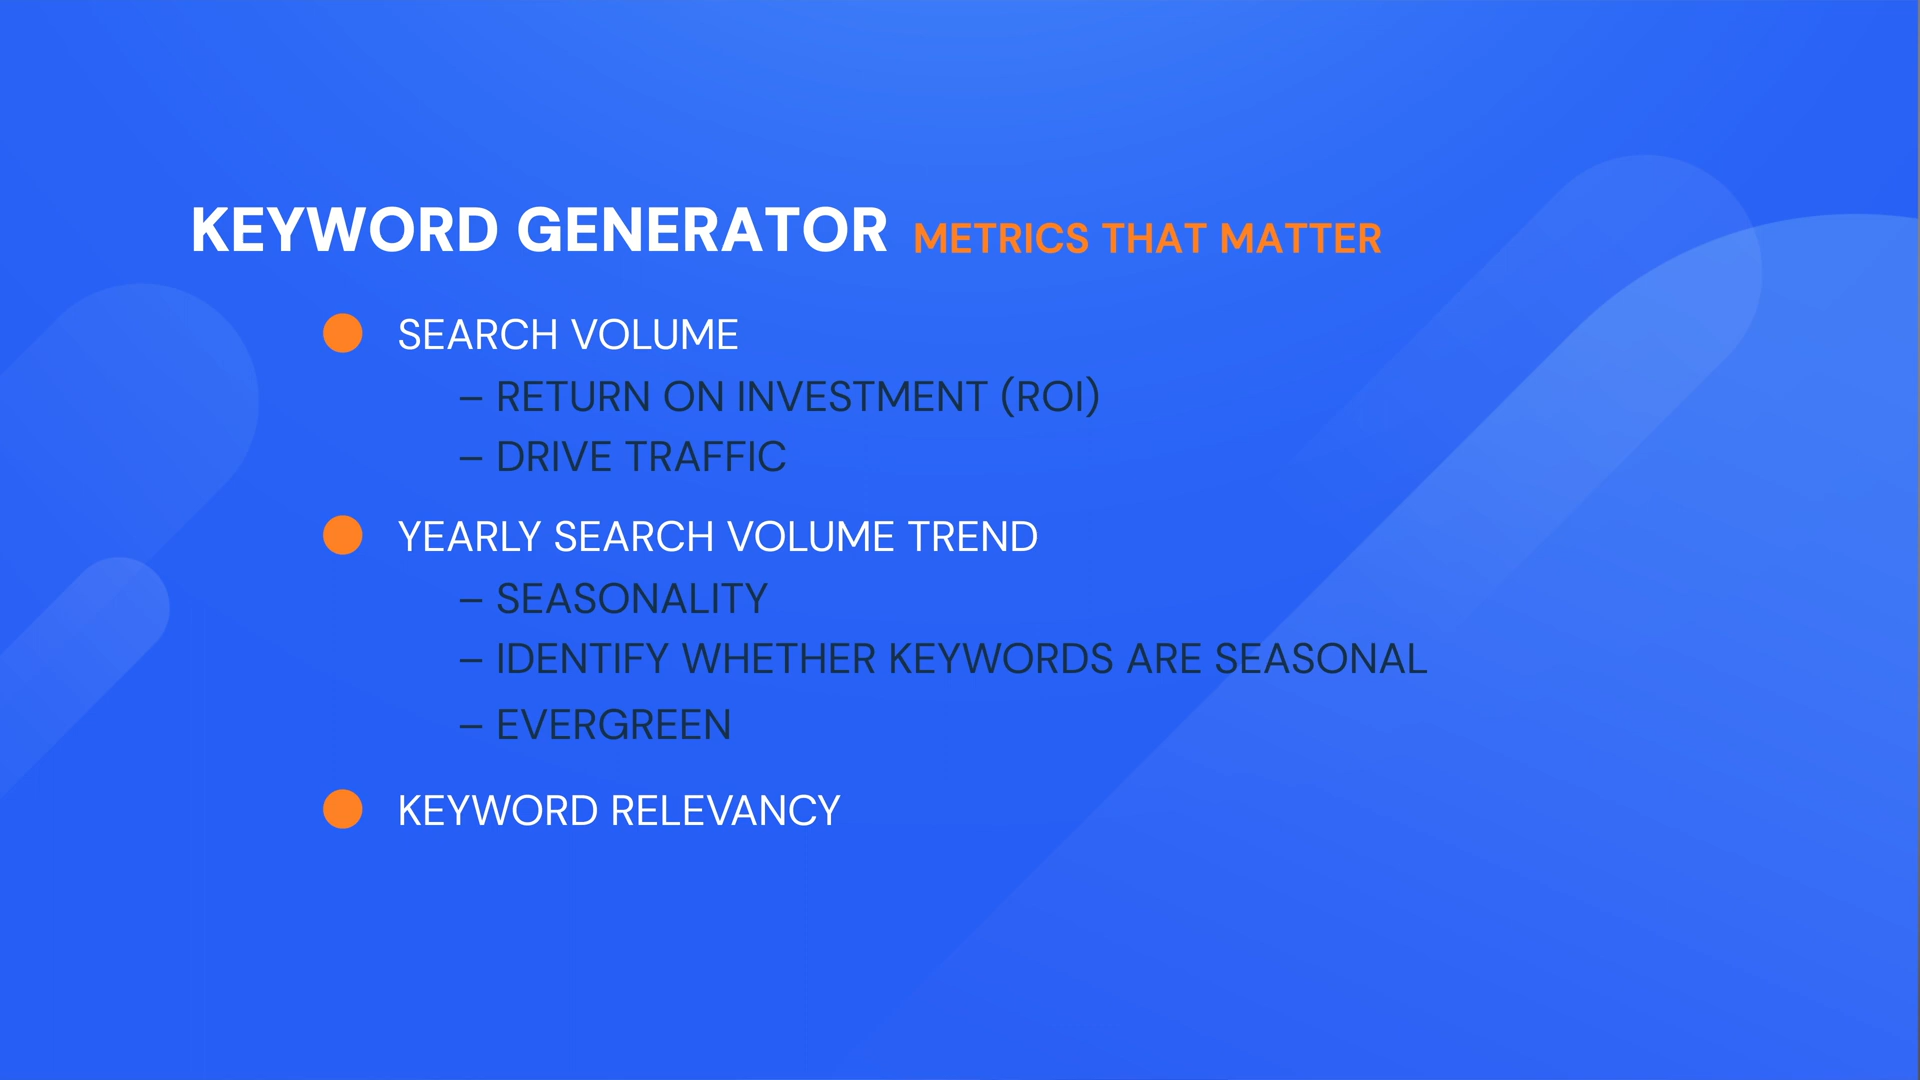 KEYWORD GENERATOR METRICS THAT MATTER
SEARCH VOLUME
– RETURN ON INVESTMENT (ROI)
– DRIVE TRAFFIC
YEARLY SEARCH VOLUME TREND
– SEASONALITY
– IDENTIFY WHETHER KEYWORDS ARE SEASONAL
– EVERGREEN
KEYWORD RELEVANCY